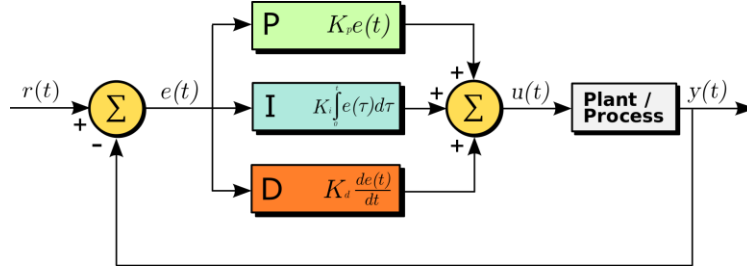 P K_p e(t)
r(t) + - Σ e(t)
I K_i ∫_0^t e(τ)dτ
D K_d de(t)/dt
+ + + Σ u(t)
Plant /
Process
y(t)